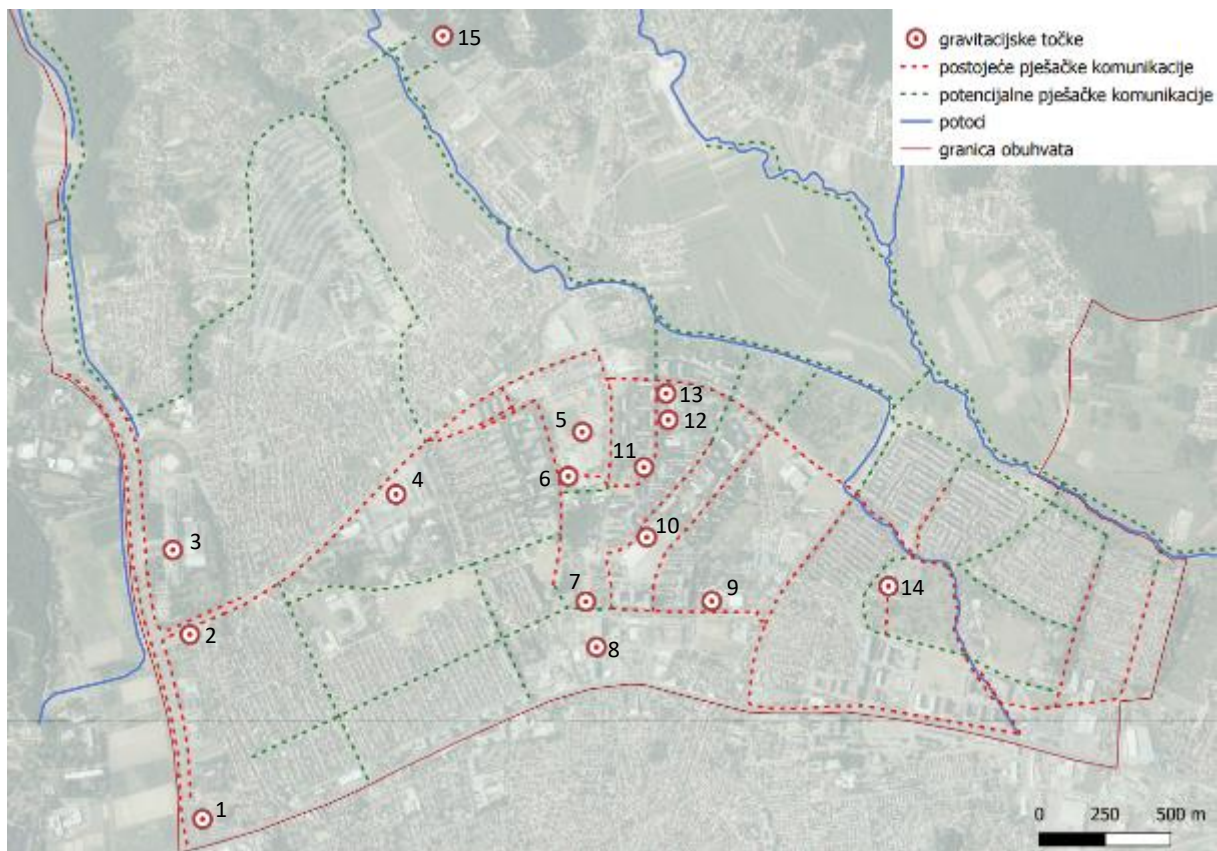 15
gravitacijske točke
postojeće pješačke komunikacije
potencijalne pješačke komunikacije
potoci
granica obuhvata
13
12
5
11
6
4
10
3
7
9
14
2
8
1
0 250 500 m